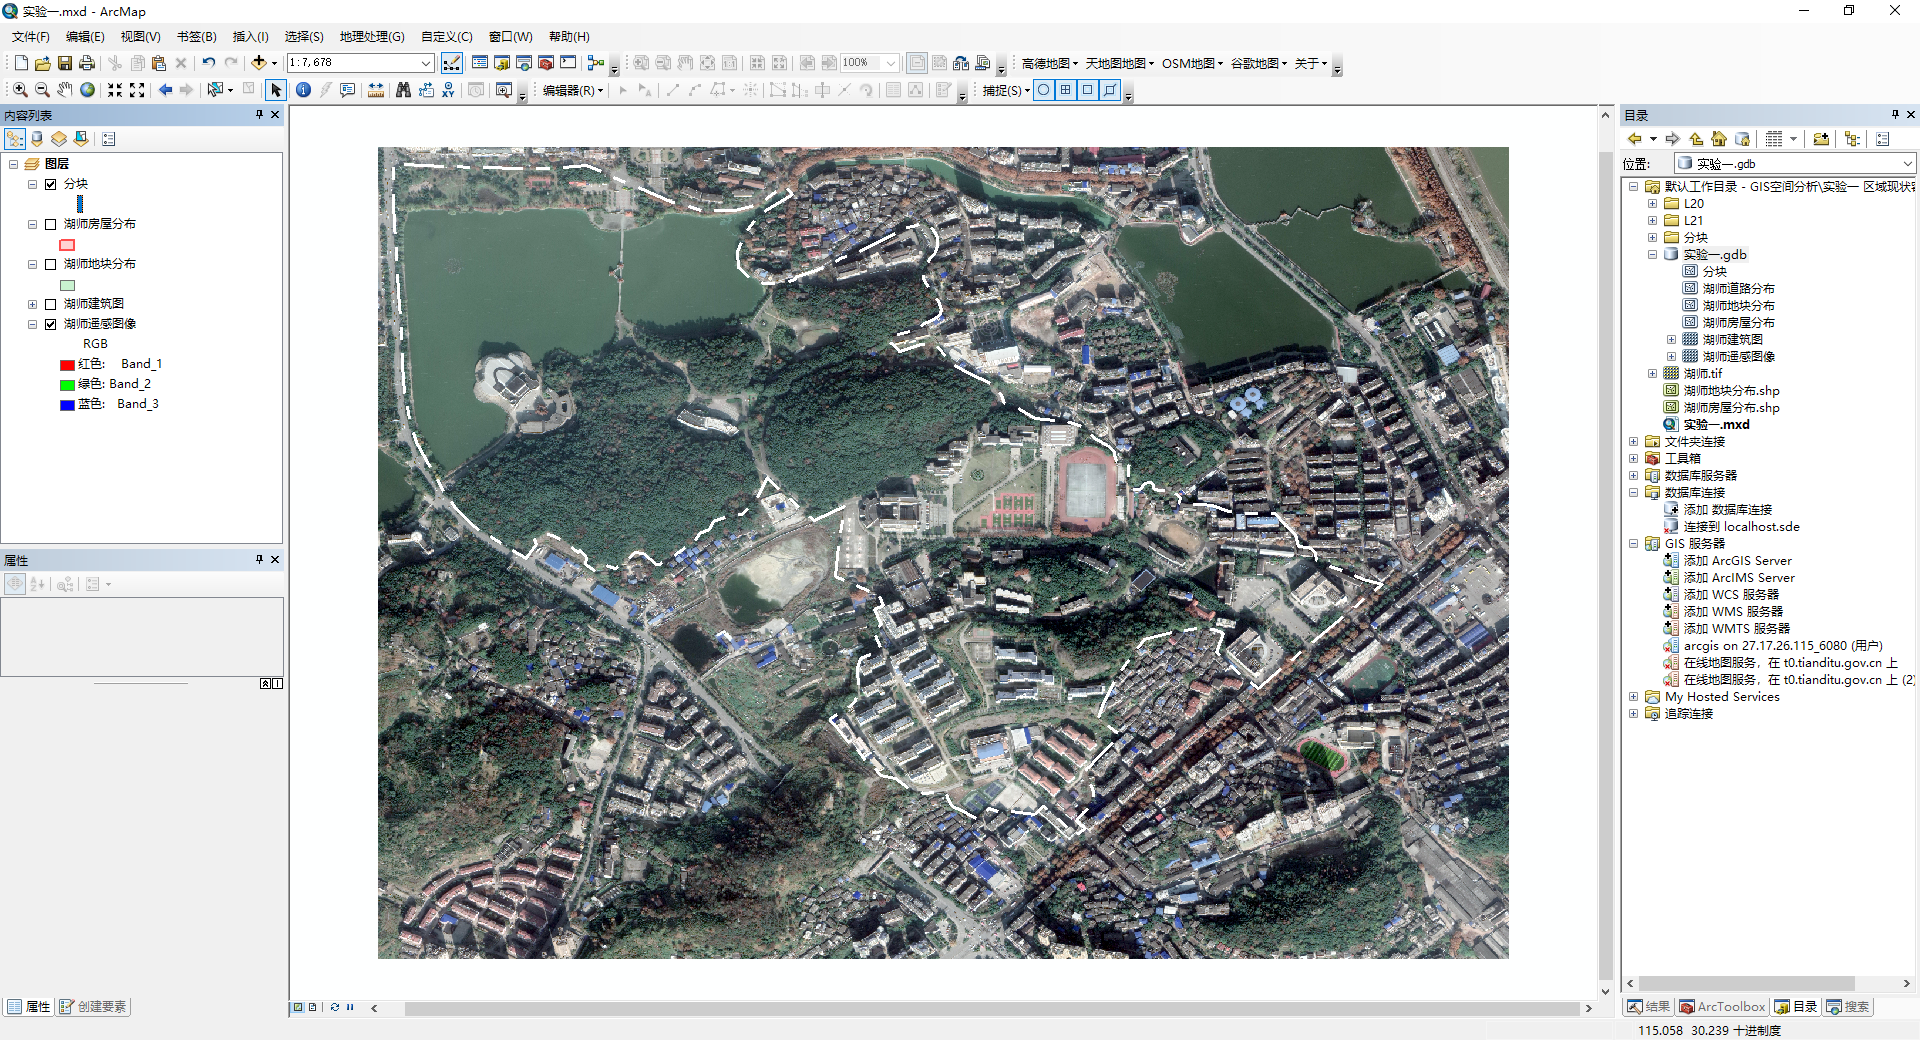 实验一.mxd - ArcMap
文件(F) 编辑(E) 视图(V) 书签(B) 插入(I) 选择(S) 地理处理(G) 自定义(C) 窗口(W) 帮助(H)
1:7,678 100% 高德地图 天地图地图 OSM地图 谷歌地图 关于
编辑器(R) 捕捉(S)
内容列表
图层
分块
湖师房屋分布
湖师地块分布
湖师建筑图
湖师遥感图像
RGB
红色: Band_1
绿色: Band_2
蓝色: Band_3
属性
属性 创建要素
目录
位置: 实验一.gdb
默认工作目录 - GIS空间分析\实验一 区域现状
L20
L21
分块
实验一.gdb
分块
湖师道路分布
湖师地块分布
湖师房屋分布
湖师建筑图
湖师遥感图像
湖师.tif
湖师地块分布.shp
湖师房屋分布.shp
实验一.mxd
文件夹连接
工具箱
数据库服务器
数据库连接
添加 数据库连接
连接到 localhost.sde
GIS 服务器
添加 ArcGIS Server
添加 ArcIMS Server
添加 WCS 服务器
添加 WMS 服务器
添加 WMTS 服务器
arcgis on 27.17.26.115_6080 (用户)
在线地图服务，在 t0.tianditu.gov.cn 上
在线地图服务，在 t0.tianditu.gov.cn 上 (2)
My Hosted Services
追踪连接
结果 ArcToolbox 目录 搜索
115.058 30.239 十进制度